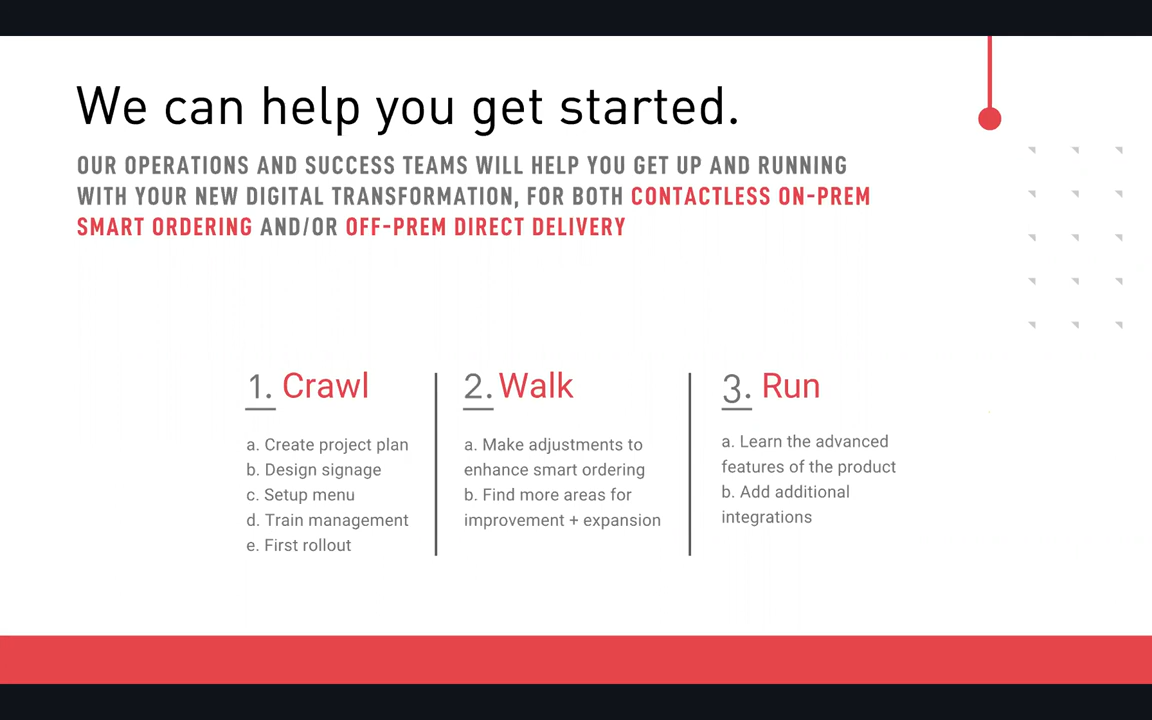 We can help you get started.
OUR OPERATIONS AND SUCCESS TEAMS WILL HELP YOU GET UP AND RUNNING
WITH YOUR NEW DIGITAL TRANSFORMATION, FOR BOTH CONTACTLESS ON-PREM
SMART ORDERING AND/OR OFF-PREM DIRECT DELIVERY
1. Crawl
a. Create project plan
b. Design signage
c. Setup menu
d. Train management
e. First rollout
2. Walk
a. Make adjustments to
enhance smart ordering
b. Find more areas for
improvement + expansion
3. Run
a. Learn the advanced
features of the product
b. Add additional
integrations